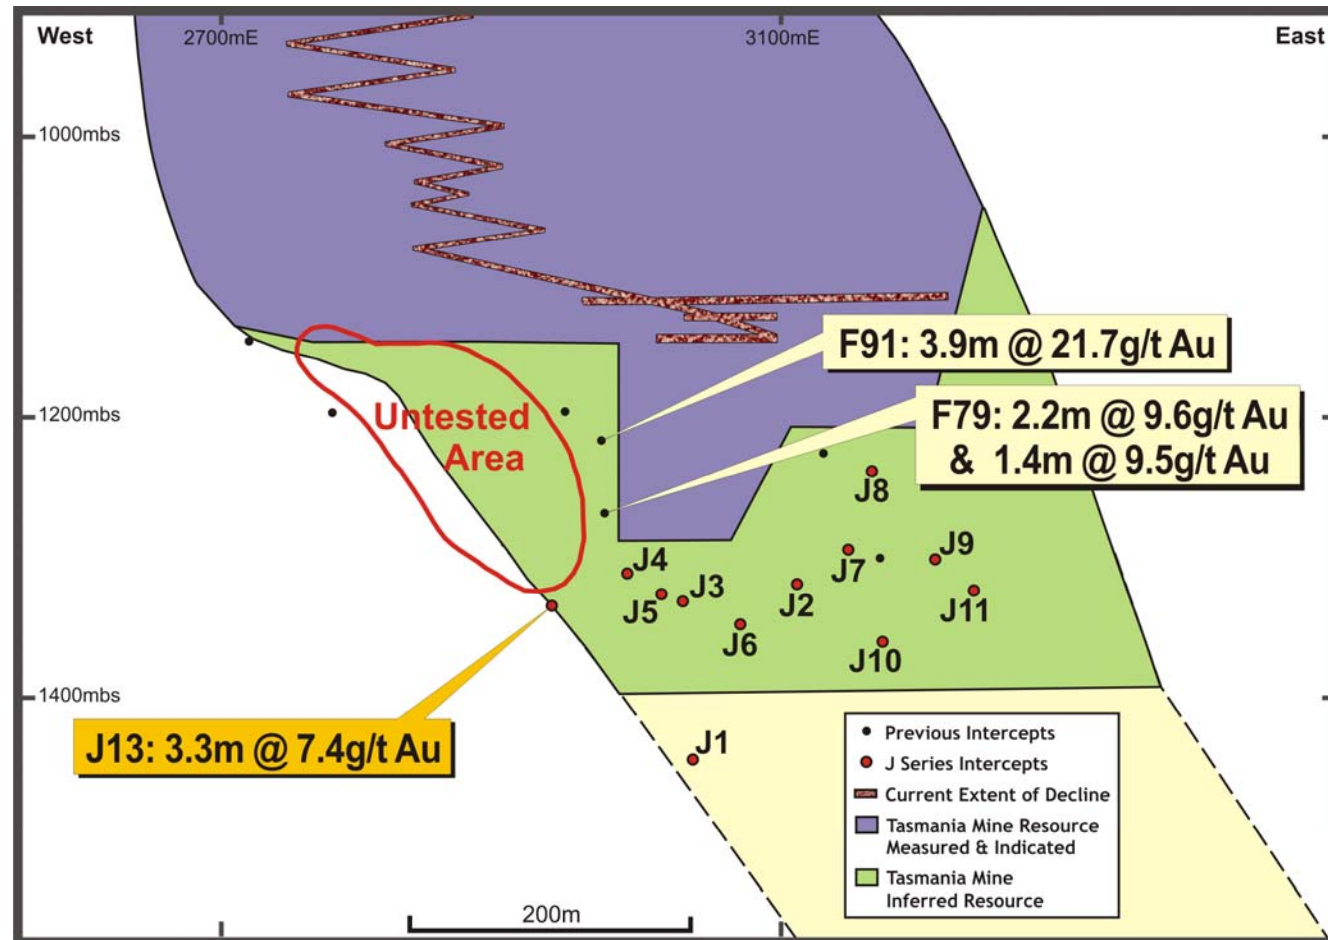 West
2700mE
3100mE
East
1000mbs
F91: 3.9m @ 21.7g/t Au
F79: 2.2m @ 9.6g/t Au
& 1.4m @ 9.5g/t Au
1200mbs
Untested
Area
J8
J4
J9
J7
J3
J5
J2
J11
J6
J10
1400mbs
J13: 3.3m @ 7.4g/t Au
J1
Previous Intercepts
J Series Intercepts
Current Extent of Decline
Tasmania Mine Resource
Measured & Indicated
Tasmania Mine
Inferred Resource
200m